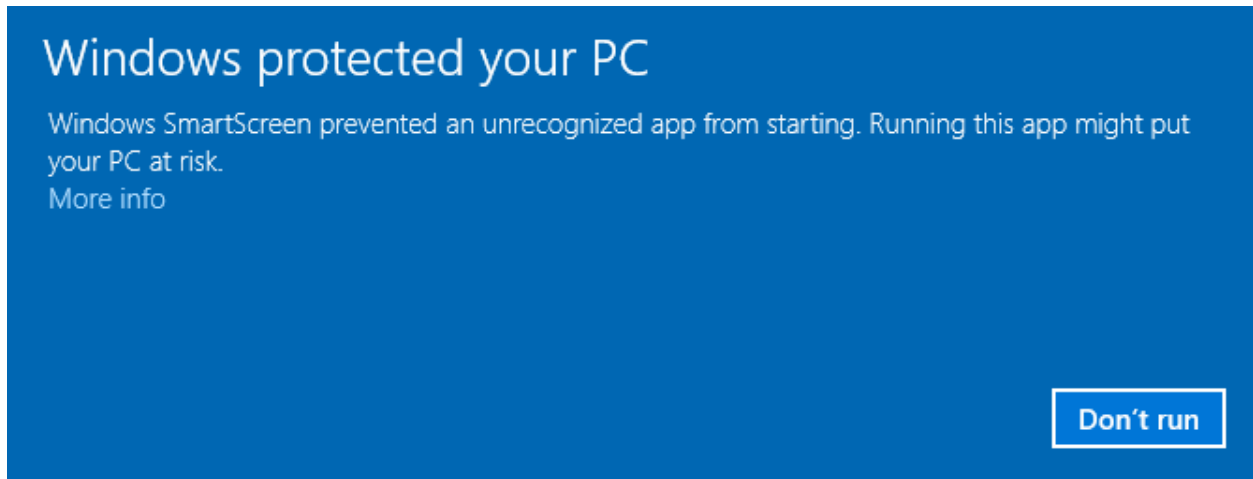 Windows protected your PC
Windows SmartScreen prevented an unrecognized app from starting. Running this app might put
your PC at risk.
More info
Don't run